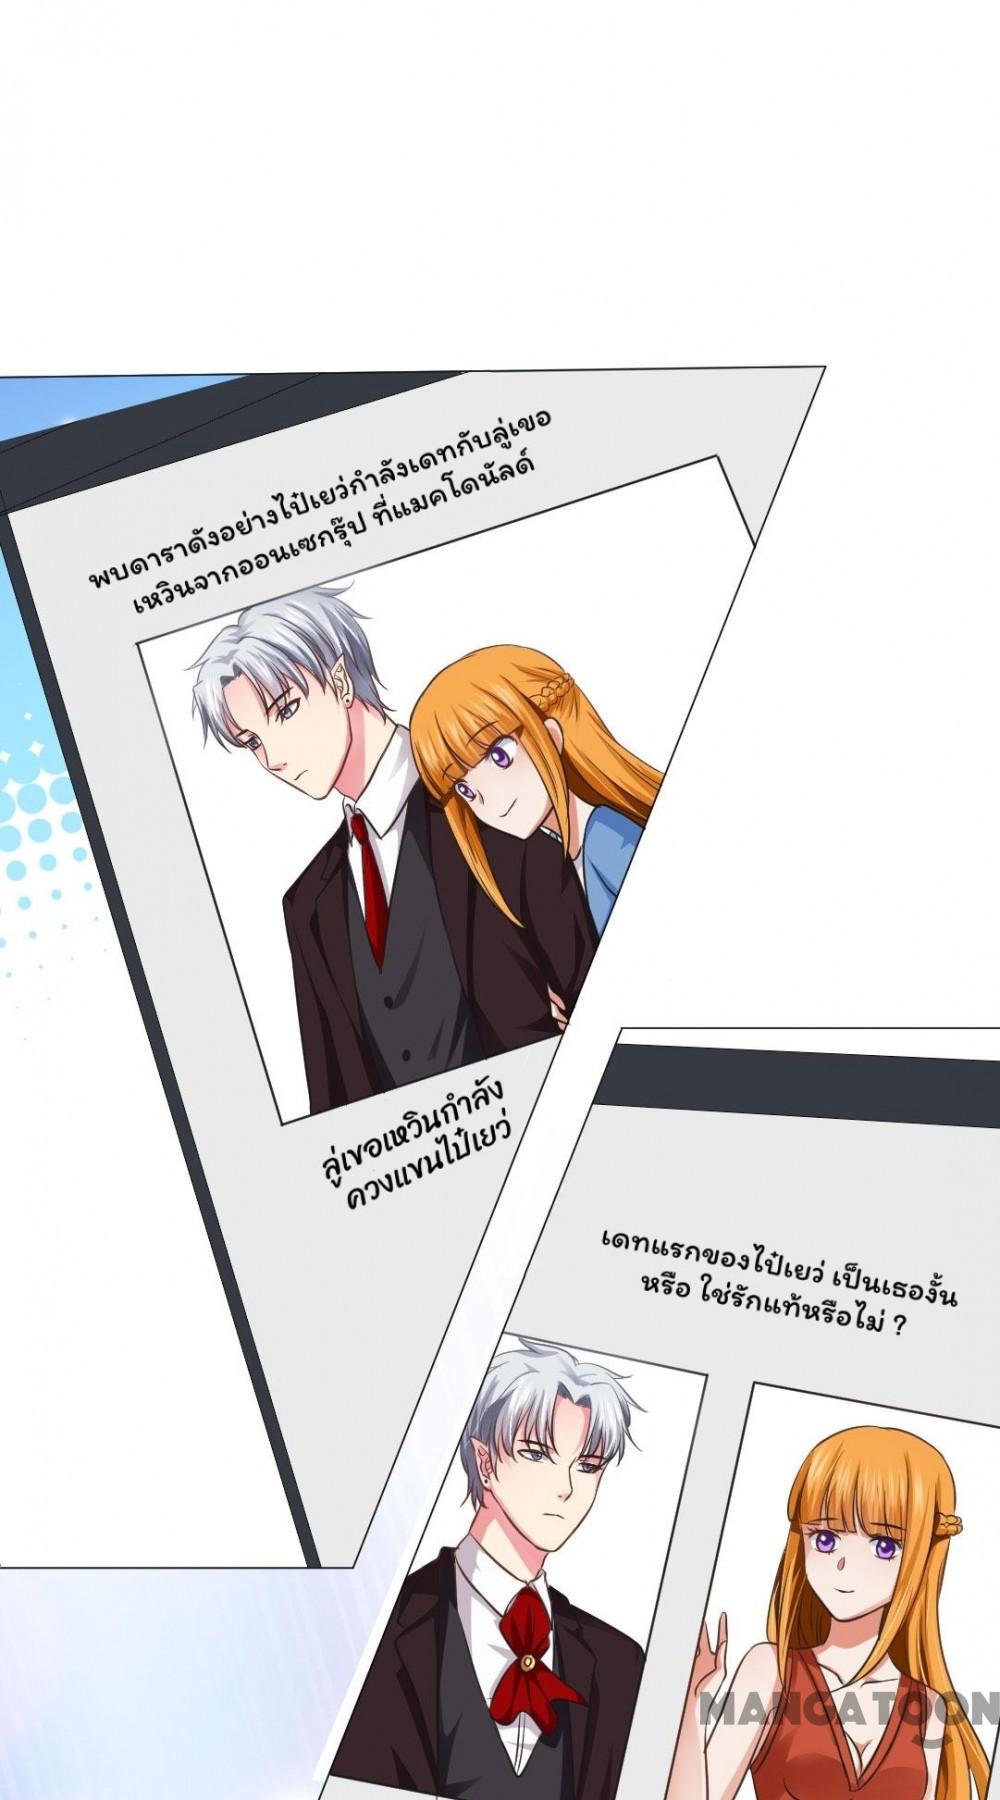 พบดาราดังอย่างไป๋เยว่กำลังเดทกับลู่เขอ
เหวินจากออนเซกรุ๊ป ที่แมคโดนัลด์
ลู่เขอเหวินกำลัง
ควงแขนไป๋เยว่
เดทแรกของไป๋เยว่ เป็นเธองั้น
หรือ ใช่รักแท้หรือไม่ ?
MANGATOON